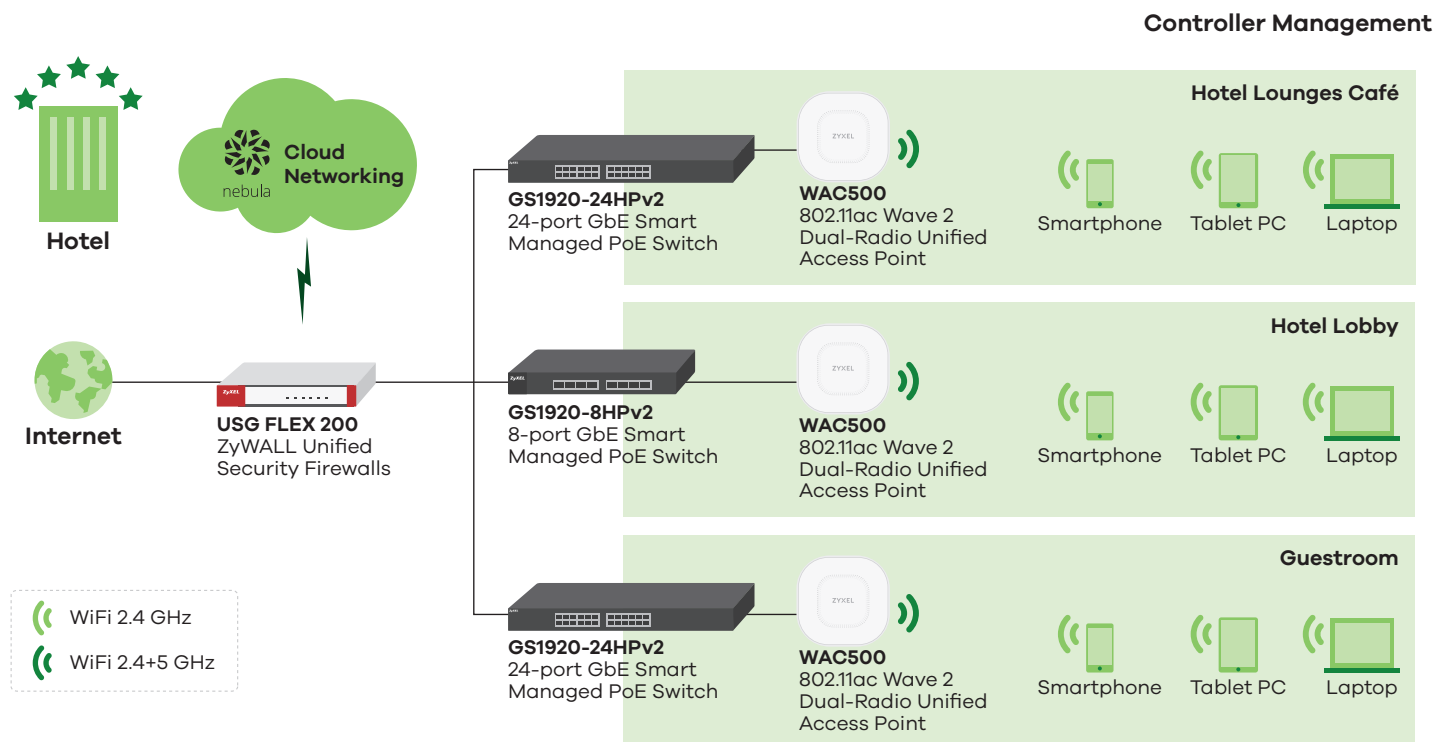 Controller Management
Hotel
nebula
Cloud
Networking
Internet
ZyXEL
USG FLEX 200
ZyWALL Unified
Security Firewalls
Hotel Lounges Café
GS1920-24HPv2
24-port GbE Smart
Managed PoE Switch
ZYXEL
WAC500
802.11ac Wave 2
Dual-Radio Unified
Access Point
Smartphone
Tablet PC
Laptop
Hotel Lobby
ZyXEL
GS1920-8HPv2
8-port GbE Smart
Managed PoE Switch
ZYXEL
WAC500
802.11ac Wave 2
Dual-Radio Unified
Access Point
Smartphone
Tablet PC
Laptop
Guestroom
GS1920-24HPv2
24-port GbE Smart
Managed PoE Switch
ZYXEL
WAC500
802.11ac Wave 2
Dual-Radio Unified
Access Point
Smartphone
Tablet PC
Laptop
WiFi 2.4 GHz
WiFi 2.4+5 GHz